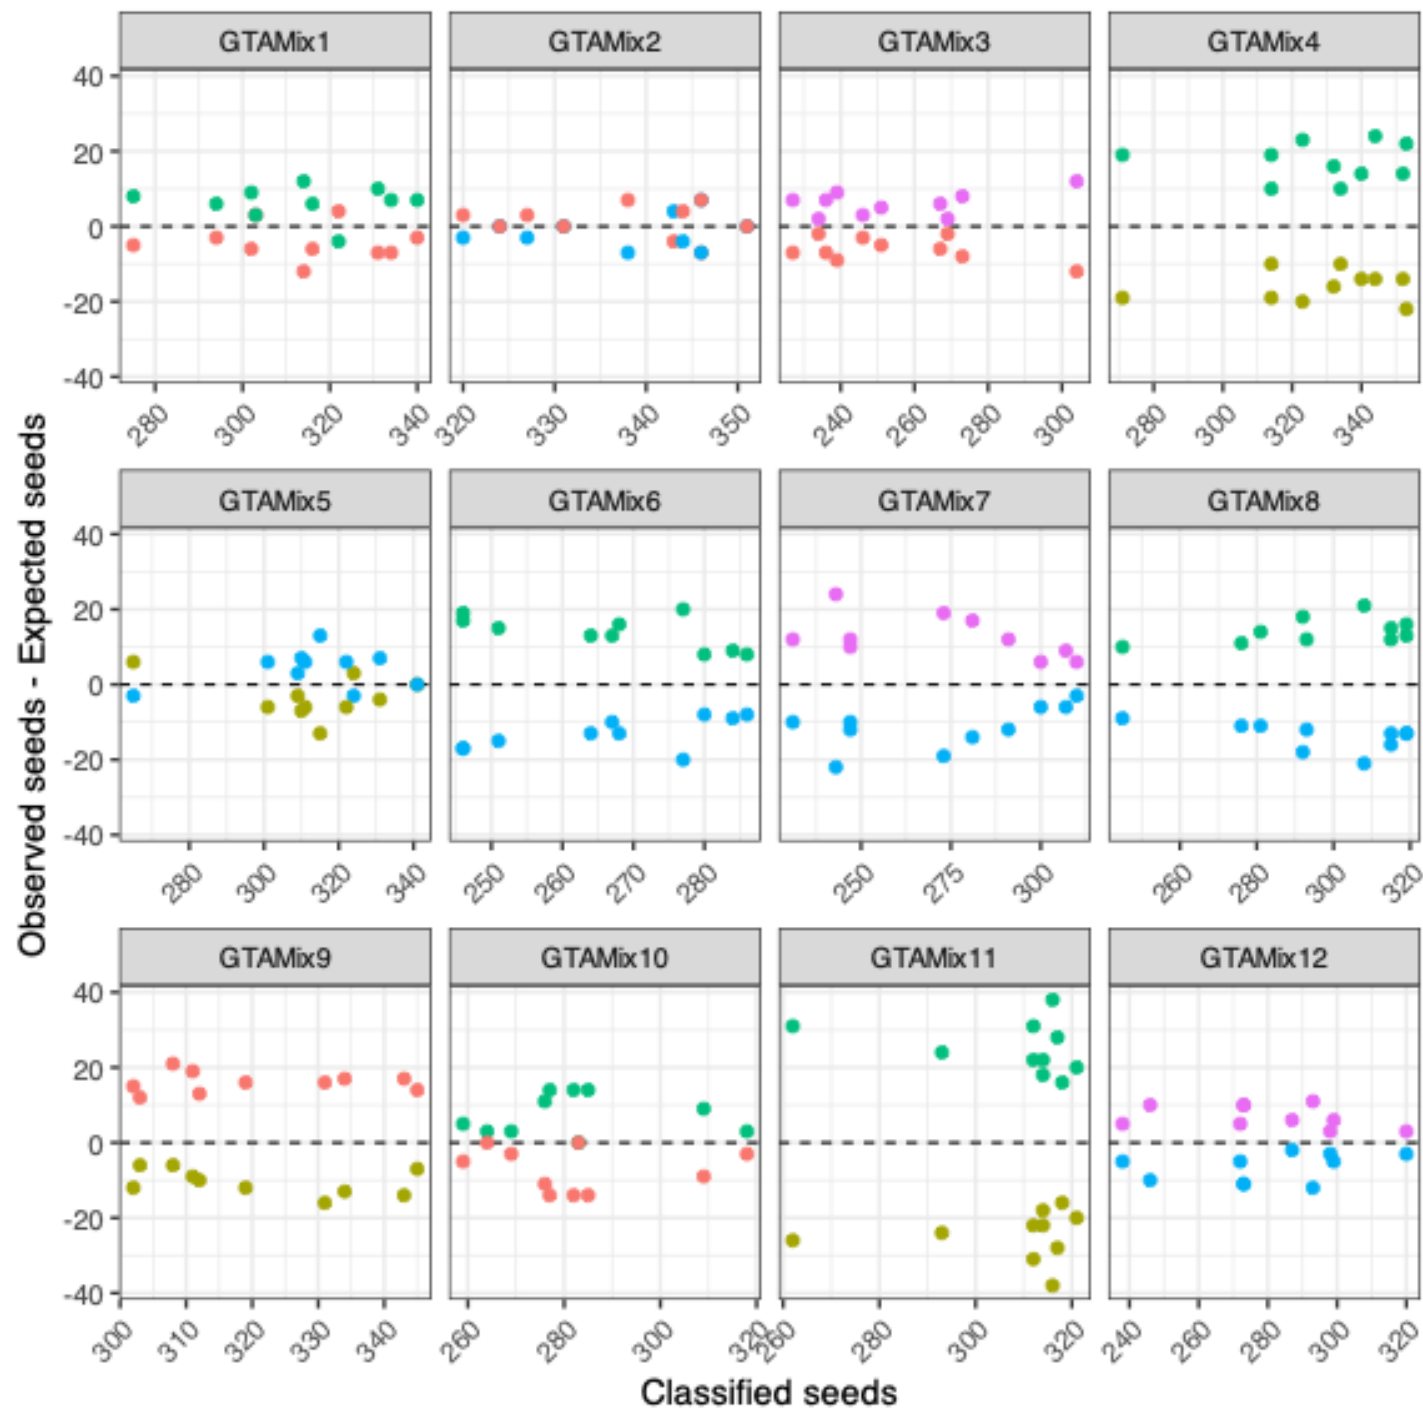 GTAMix1 GTAMix2 GTAMix3 GTAMix4
40
20
0
-20
-40
280 300 320 340 320 330 340 350 240 260 280 300 280 300 320 340
GTAMix5 GTAMix6 GTAMix7 GTAMix8
40
20
0
-20
-40
280 300 320 340 250 260 270 280 250 275 300 260 280 300 320
GTAMix9 GTAMix10 GTAMix11 GTAMix12
40
20
0
-20
-40
300 310 320 330 340 260 280 300 320 260 280 300 320 240 260 280 300 320
Observed seeds - Expected seeds
Classified seeds